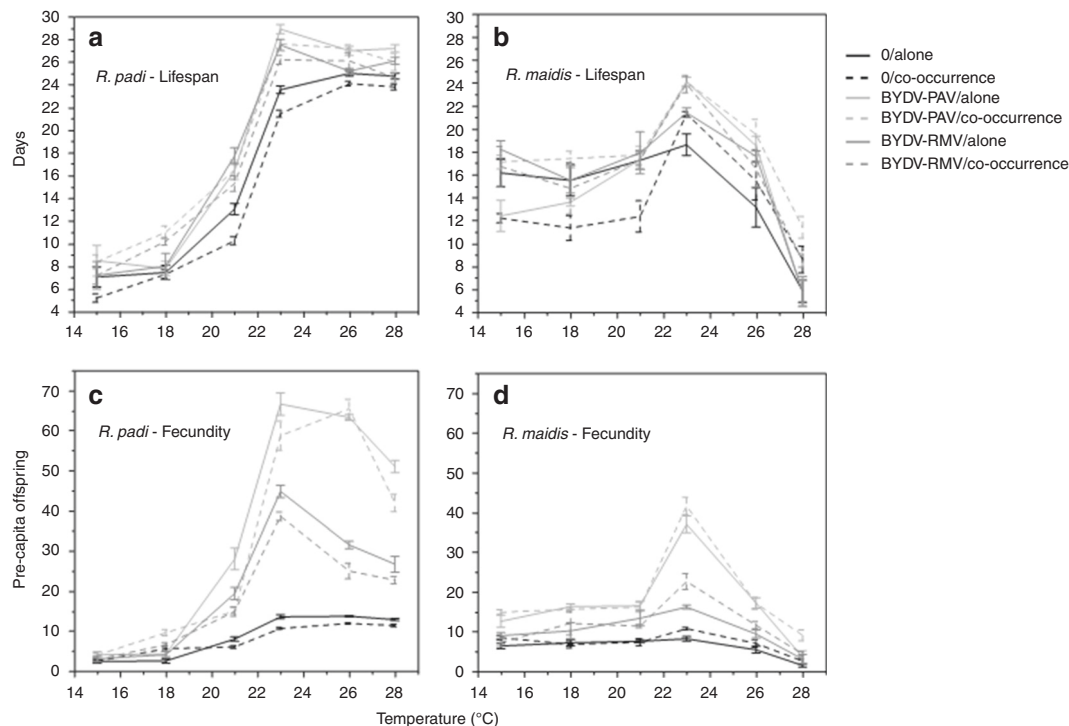 a
R. padi - Lifespan
Days
30
28
26
24
22
20
18
16
14
12
10
8
6
4
14 16 18 20 22 24 26 28
b
R. maidis - Lifespan
30
28
26
24
22
20
18
16
14
12
10
8
6
4
14 16 18 20 22 24 26 28
0/alone
0/co-occurrence
BYDV-PAV/alone
BYDV-PAV/co-occurrence
BYDV-RMV/alone
BYDV-RMV/co-occurrence
c
R. padi - Fecundity
Pre-capita offspring
70
60
50
40
30
20
10
0
14 16 18 20 22 24 26 28
d
R. maidis - Fecundity
70
60
50
40
30
20
10
0
14 16 18 20 22 24 26 28
Temperature (°C)